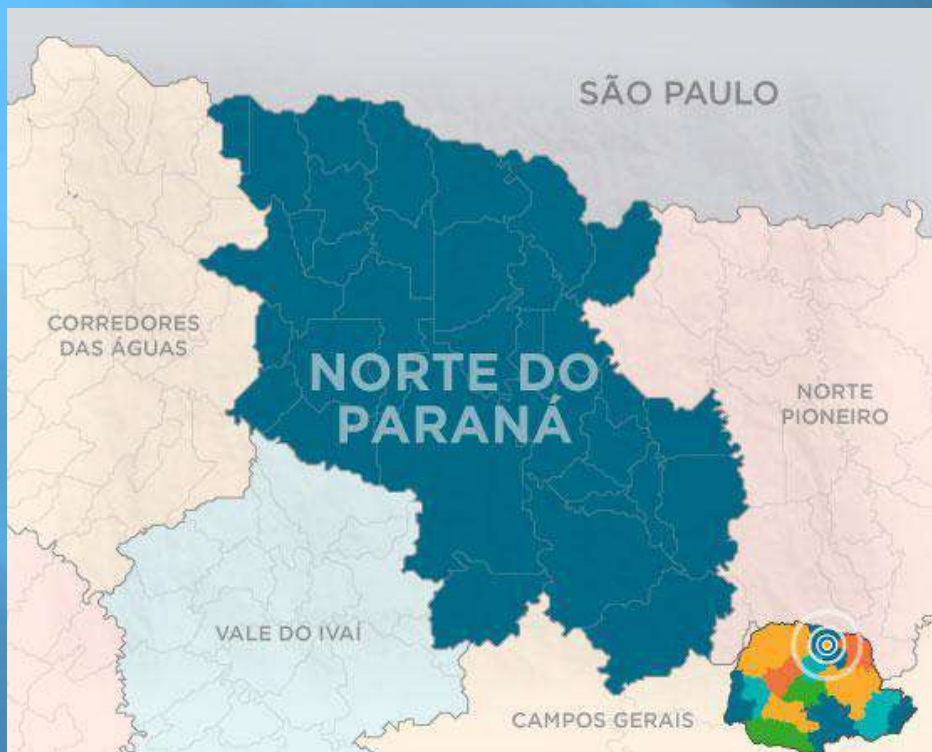 SÃO PAULO
CORREDORES
DAS ÁGUAS
NORTE DO
PARANÁ
NORTE
PIONEIRO
VALE DO IVAÍ
CAMPOS GERAIS